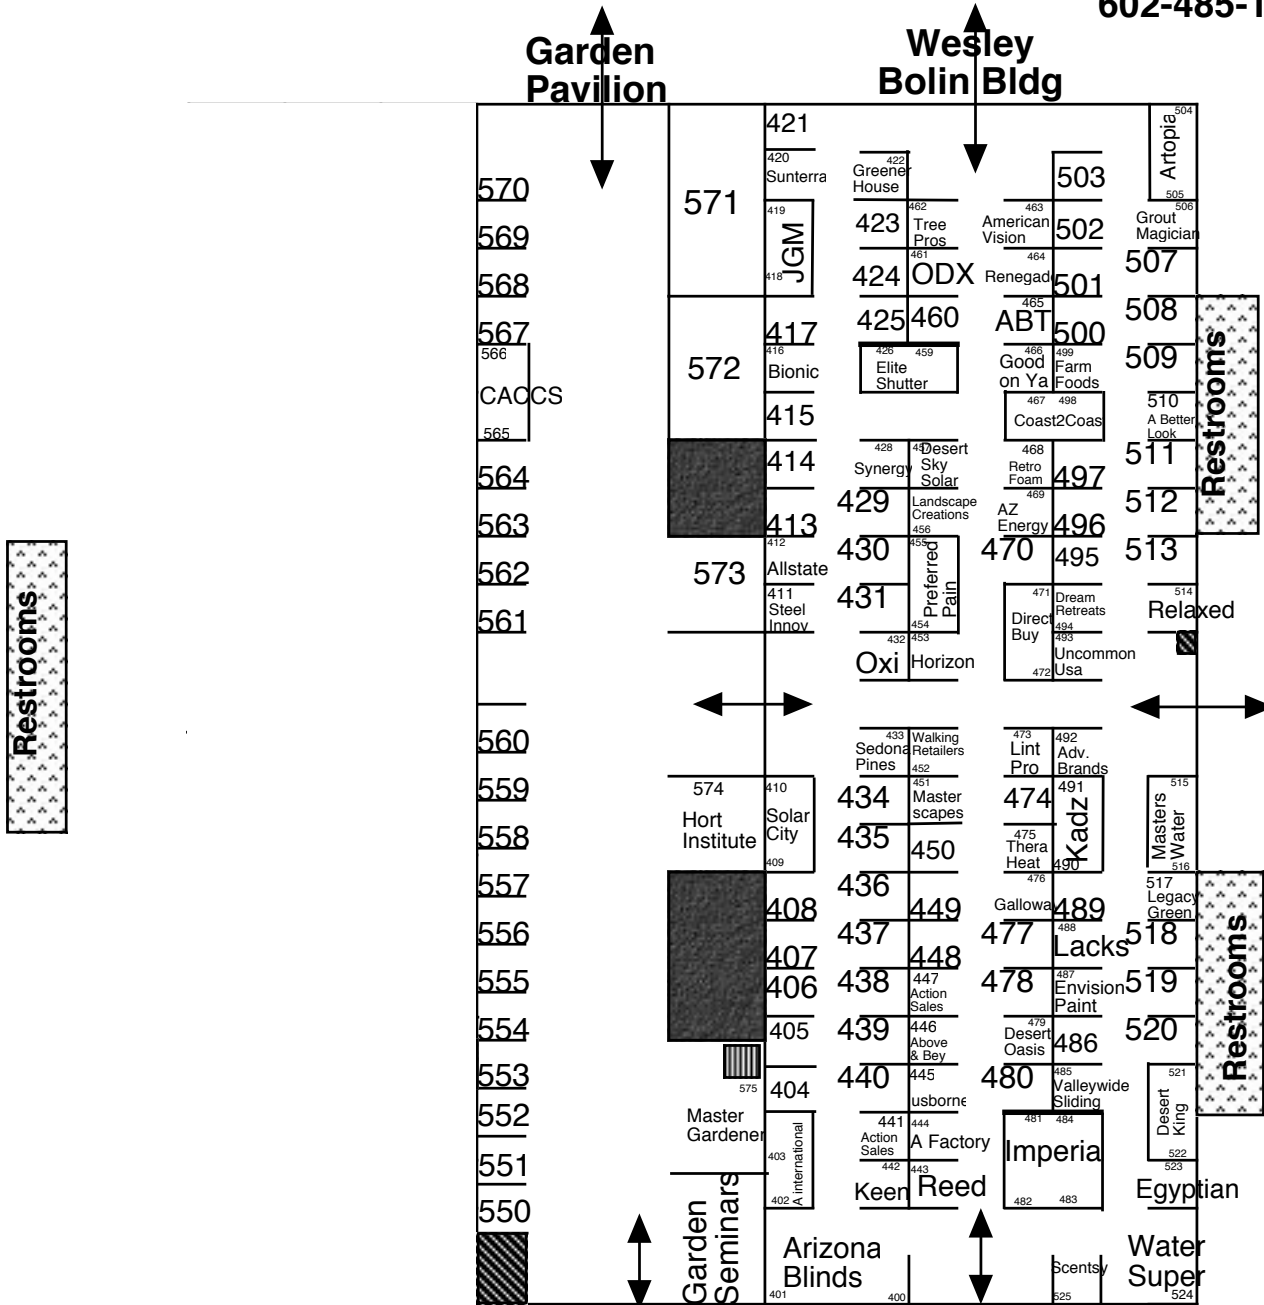 602-485-1
Garden
Pavilion
Wesley
Bolin Bldg
421
420
Sunterra
419
JGM
418
417
416
Bionic
415
414
413
412
Allstate
411
Steel
Innov
410
Solar
City
409
408
407
406
405
404
403
A international
402
Arizona
Blinds
401
400
570
569
568
567
566
CACCS
565
564
563
562
561
560
559
558
557
556
555
554
553
552
551
550
571
572
573
574
Hort
Institute
575
Master
Gardener
Garden
Seminars
422
Greener
House
423
424
425
426
459
Elite
Shutter
428
Synergy
429
430
431
432
Oxi
433
Sedona
Pines
434
435
436
437
438
439
440
441
Action
Sales
442
Keen
462
Tree
Pros
461
ODX
460
457
Desert
Sky
Solar
Landscape
Creations
456
455
Preferred
Pain
454
453
Horizon
Walking
Retailers
452
451
Master
scapes
450
449
448
447
Action
Sales
446
Above
& Bey
445
usborne
444
A Factory
443
Reed
463
American
Vision
464
Renegade
465
ABT
466
Good
on Ya
467
498
Coast2Coas
468
Retro
Foam
469
AZ
Energy
470
471
Direct
Buy
472
473
Lint
Pro
474
475
Thera
Heat
476
Galloway
477
478
479
Desert
Oasis
480
481
484
Imperia
482
483
503
502
501
500
499
Farm
Foods
497
496
495
Dream
Retreats
494
493
Uncommon
Usa
492
Adv.
Brands
491
Kadz
490
489
488
Lacks
487
Envision
Paint
486
485
Valleywide
Sliding
Scentsy
525
504
Artopia
505
506
Grout
Magician
507
508
509
510
A Better
Look
511
512
513
514
Relaxed
515
Masters
Water
516
517
Legacy
Green
518
519
520
521
Desert
King
522
523
Egyptian
Water
Super
524
Restrooms
Restrooms
Restrooms